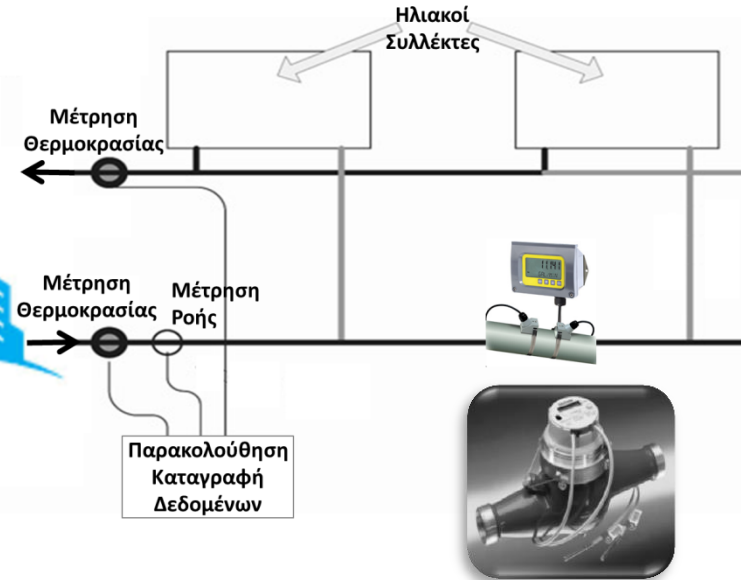 Ηλιακοί
Συλλέκτες
Μέτρηση
Θερμοκρασίας
Μέτρηση
Θερμοκρασίας
Μέτρηση
Ροής
Παρακολούθηση
Καταγραφή
Δεδομένων